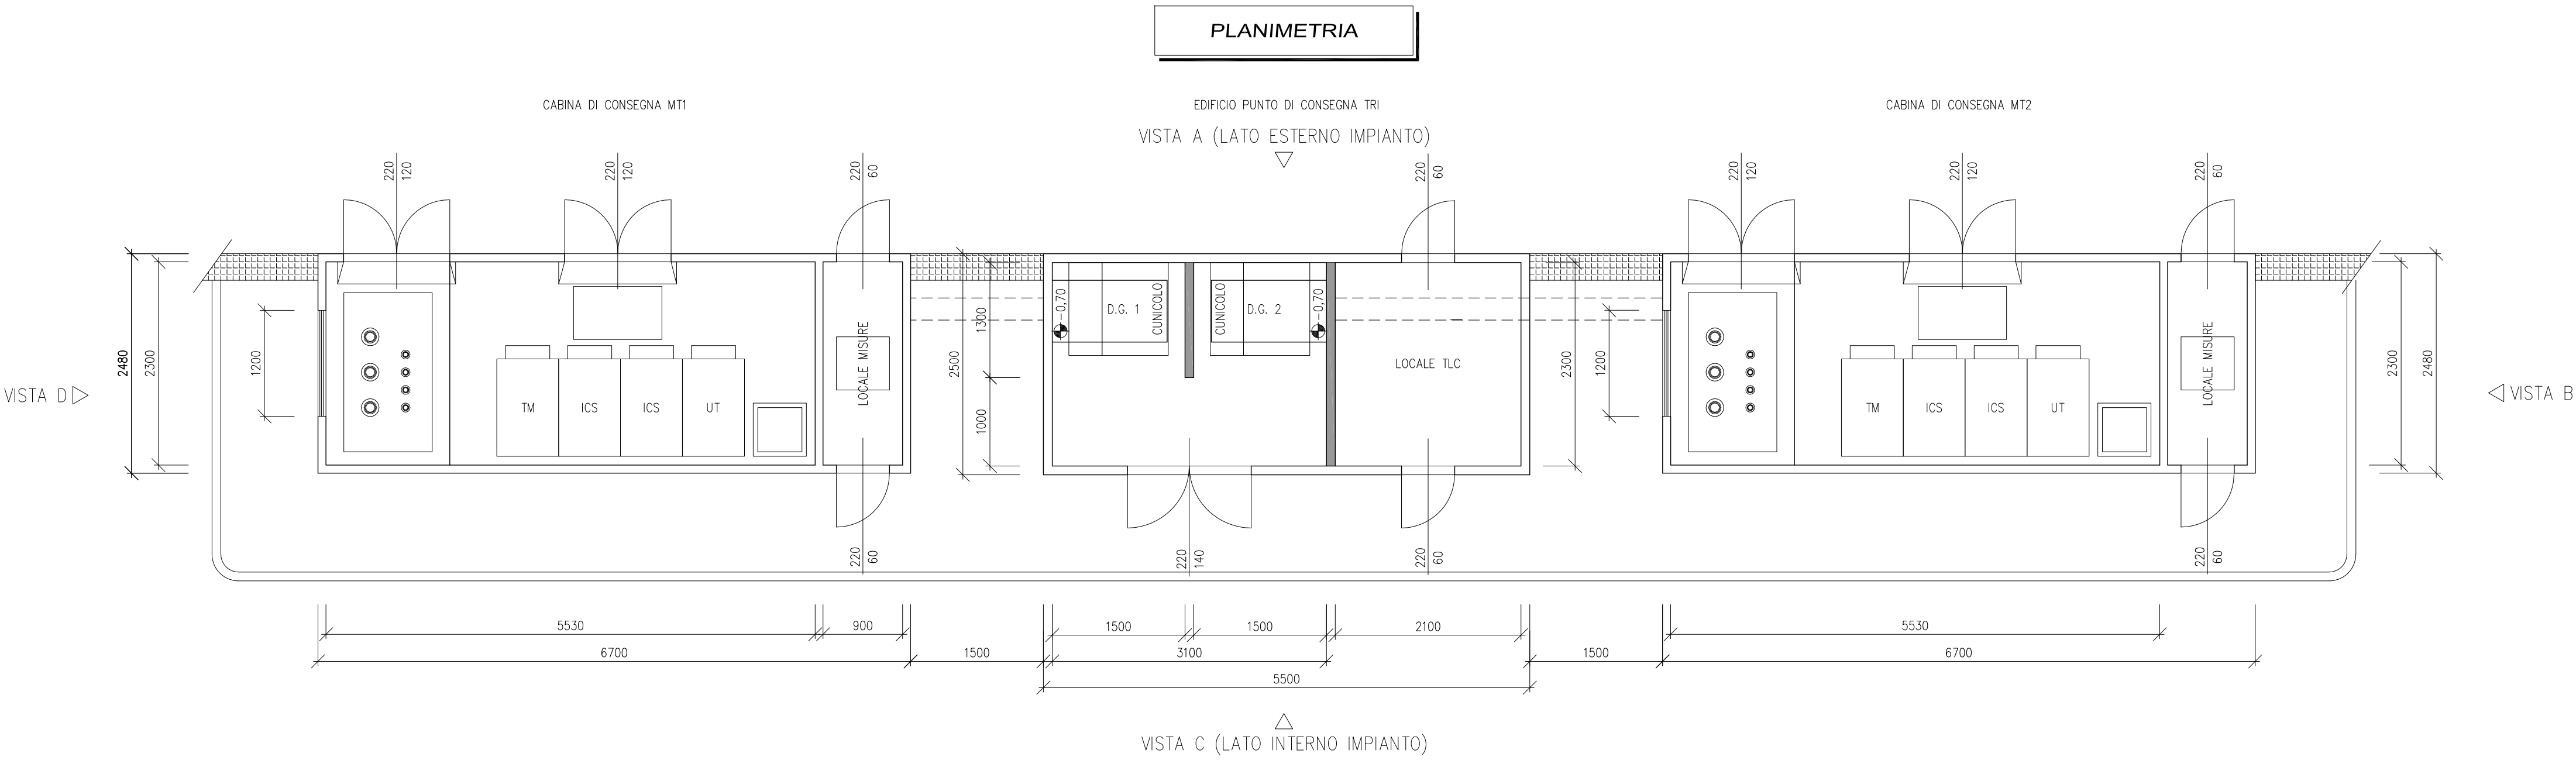 PLANIMETRIA
CABINA DI CONSEGNA MT1
EDIFICIO PUNTO DI CONSEGNA TRI
CABINA DI CONSEGNA MT2
VISTA A (LATO ESTERNO IMPIANTO)
220
120
220
120
220
60
220
60
220
120
220
120
220
60
2480
2300
1200
TM
ICS
ICS
UT
LOCALE MISURE
2500
1300
1000
-0,70
D.G. 1
CUNICOLO
CUNICOLO
D.G. 2
-0,70
LOCALE TLC
2300
1200
TM
ICS
ICS
UT
LOCALE MISURE
2300
2480
VISTA D
VISTA B
220
60
220
140
220
60
220
60
5530
900
1500
1500
2100
5530
6700
1500
3100
1500
6700
5500
VISTA C (LATO INTERNO IMPIANTO)